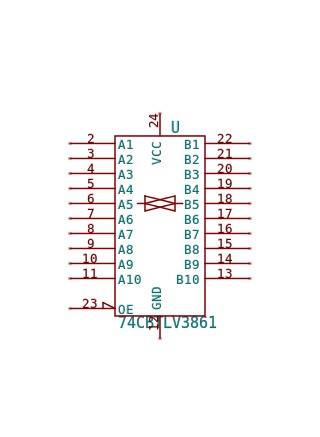 24
U
2 A1 VCC B1 22
3 A2 B2 21
4 A3 B3 20
5 A4 B4 19
6 A5 B5 18
7 A6 B6 17
8 A7 B7 16
9 A8 B8 15
10 A9 B9 14
11 A10 B10 13
23 OE GND
12